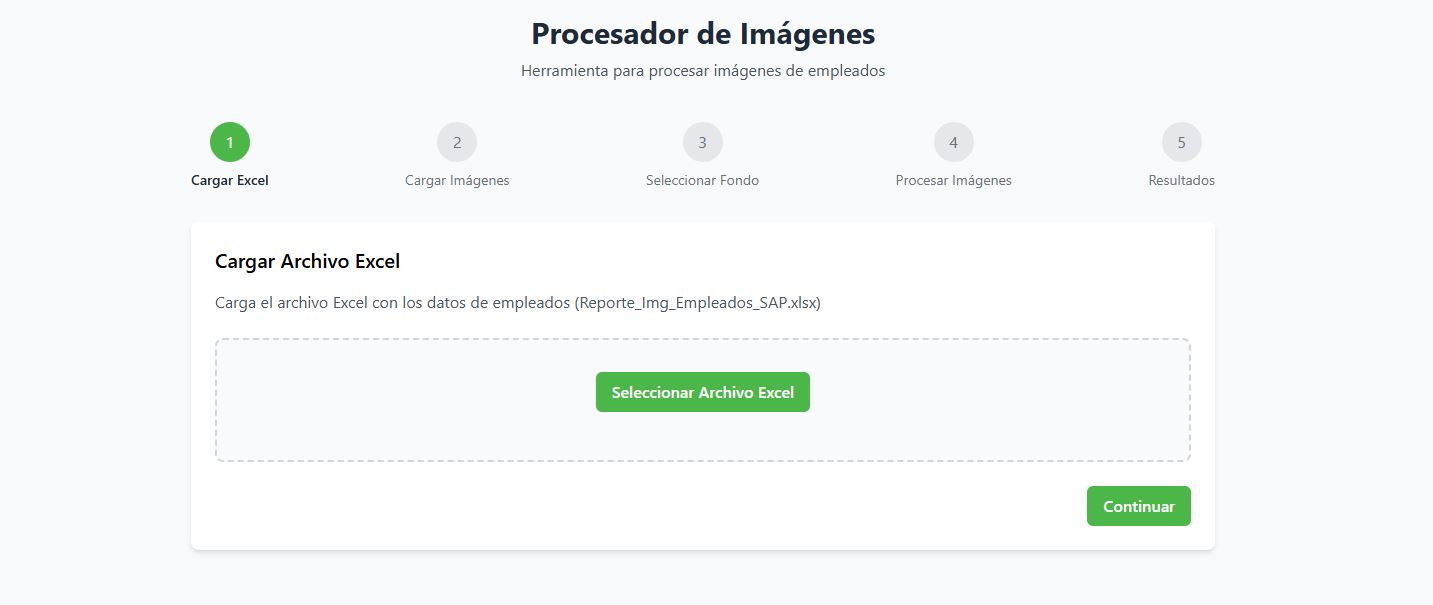 Procesador de Imágenes
Herramienta para procesar imágenes de empleados
1
2
3
4
5
Cargar Excel
Cargar Imágenes
Seleccionar Fondo
Procesar Imágenes
Resultados
Cargar Archivo Excel
Carga el archivo Excel con los datos de empleados (Reporte_Img_Empleados_SAP.xlsx)
Seleccionar Archivo Excel
Continuar